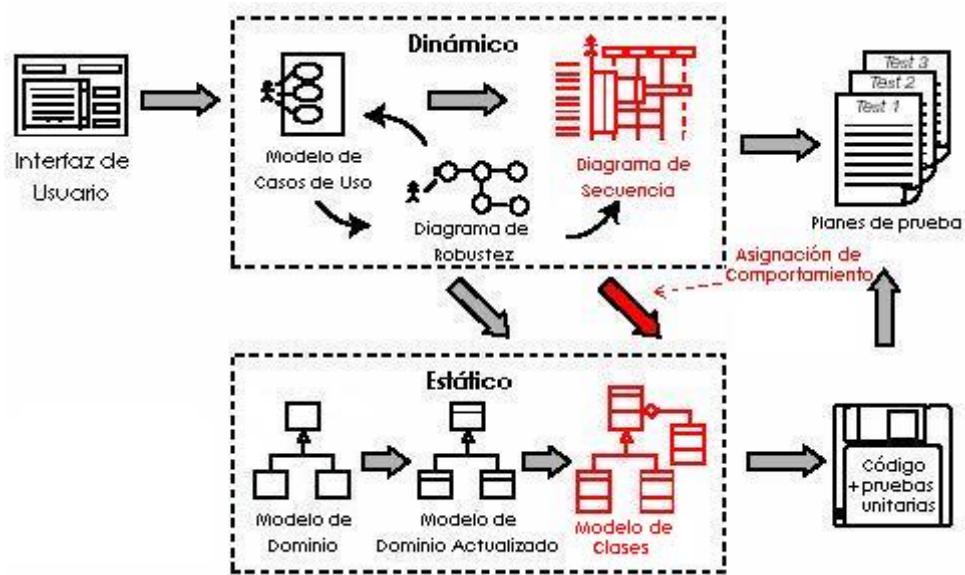 Dinámico
Interfaz de
Usuario
Modelo de
Casos de Uso
Diagrama de
Robustez
Diagrama de
Secuencia
Test 3
Test 2
Test 1
Planes de prueba
Asignación de
Comportamiento
Estático
Modelo de
Dominio
Modelo de
Dominio Actualizado
Modelo de
Clases
Código
+pruebas
unitarias